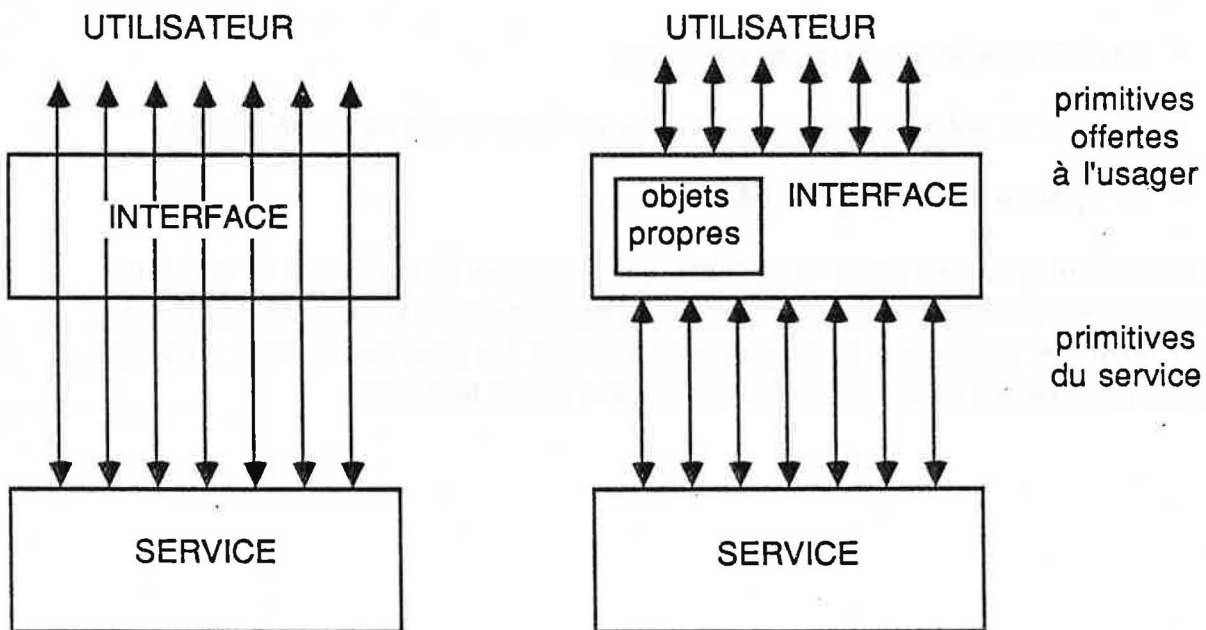 UTILISATEUR
INTERFACE
SERVICE
UTILISATEUR
primitives
offertes
à l'usager
objets
propres
INTERFACE
primitives
du service
SERVICE